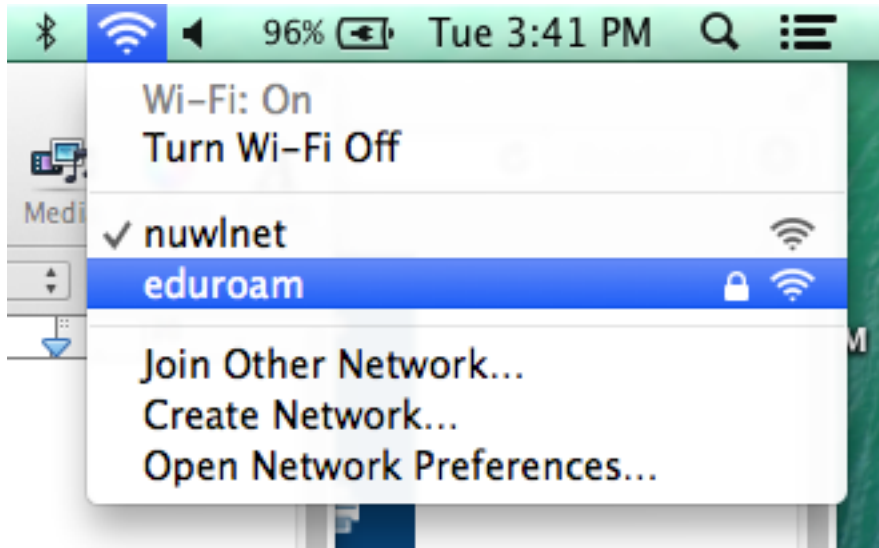 96% Tue 3:41 PM
Wi-Fi: On
Turn Wi-Fi Off
Medi
nuwlnet
eduroam
M
Join Other Network...
Create Network...
Open Network Preferences...